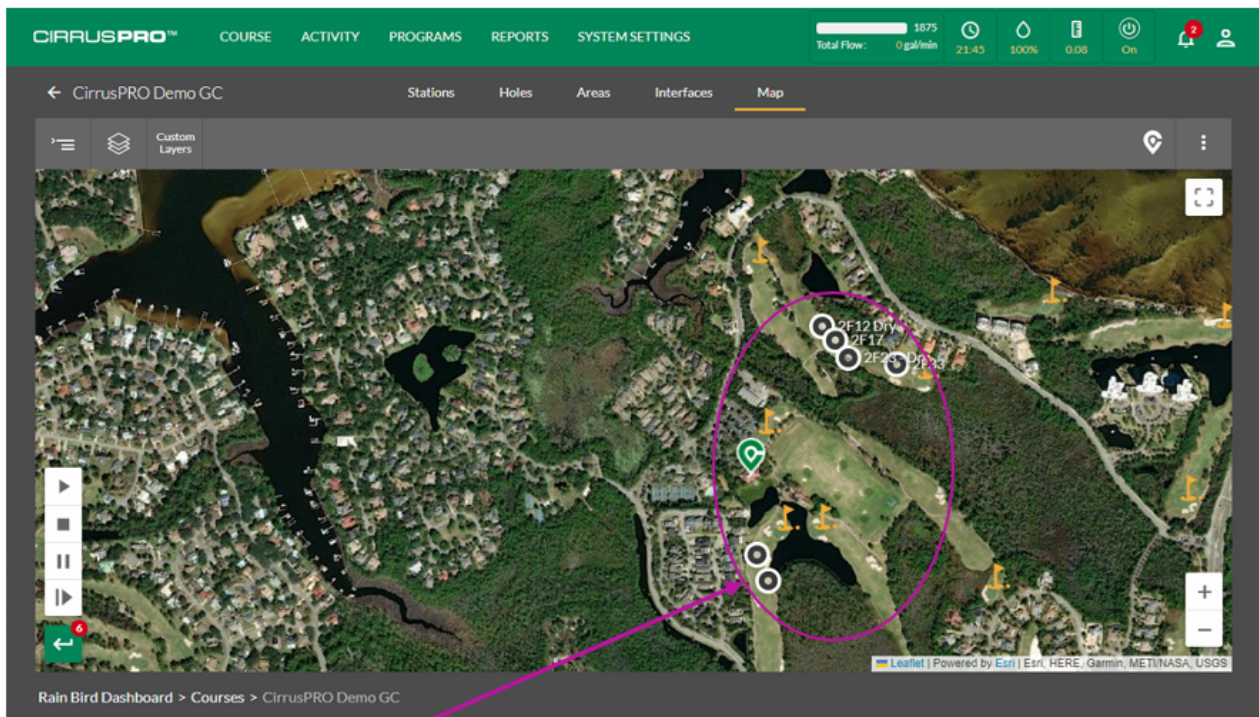 CIRRUSPRO™ COURSE ACTIVITY PROGRAMS REPORTS SYSTEM SETTINGS
1875
Total Flow: 0 gal/min
21:45 100% 0.08 On 2
CirrusPRO Demo GC Stations Holes Areas Interfaces Map
Custom
Layers
2F12 Dry
2F17
2F33
6
Leaflet | Powered by Esri | Esri, HERE, Garmin, METI/NASA, USGS
Rain Bird Dashboard > Courses > CirrusPRO Demo GC